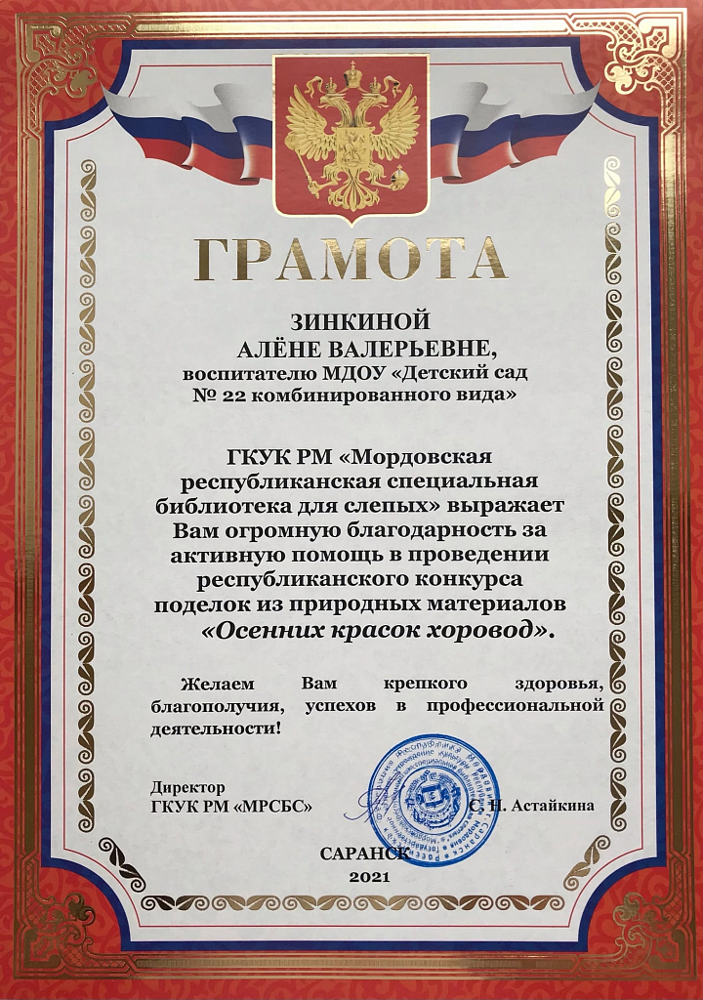 ГРАМОТА
ЗИНКИНОЙ
АЛЁНЕ ВАЛЕРЬЕВНЕ,
воспитателю МДОУ «Детский сад
№ 22 комбинированного вида»
ГКУК РМ «Мордовская
республиканская специальная
библиотека для слепых» выражает
Вам огромную благодарность за
активную помощь в проведении
республиканского конкурса
поделок из природных материалов
«Осенних красок хоровод».
Желаем Вам крепкого здоровья,
благополучия, успехов в профессиональной
деятельности!
Директор
ГКУК РМ «МРСБС» С. Н. Астайкина
САРАНСК
2021